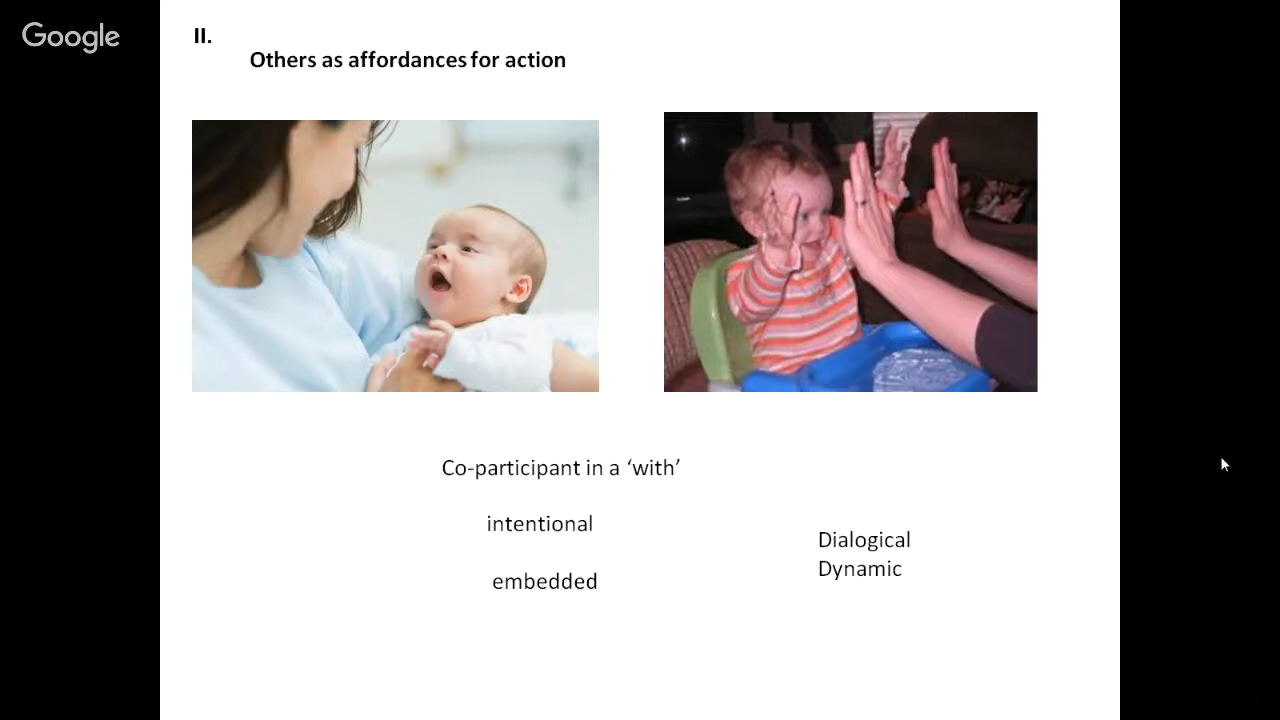 Google
II.
Others as affordances for action
Co-participant in a ‘with’
intentional
embedded
Dialogical
Dynamic